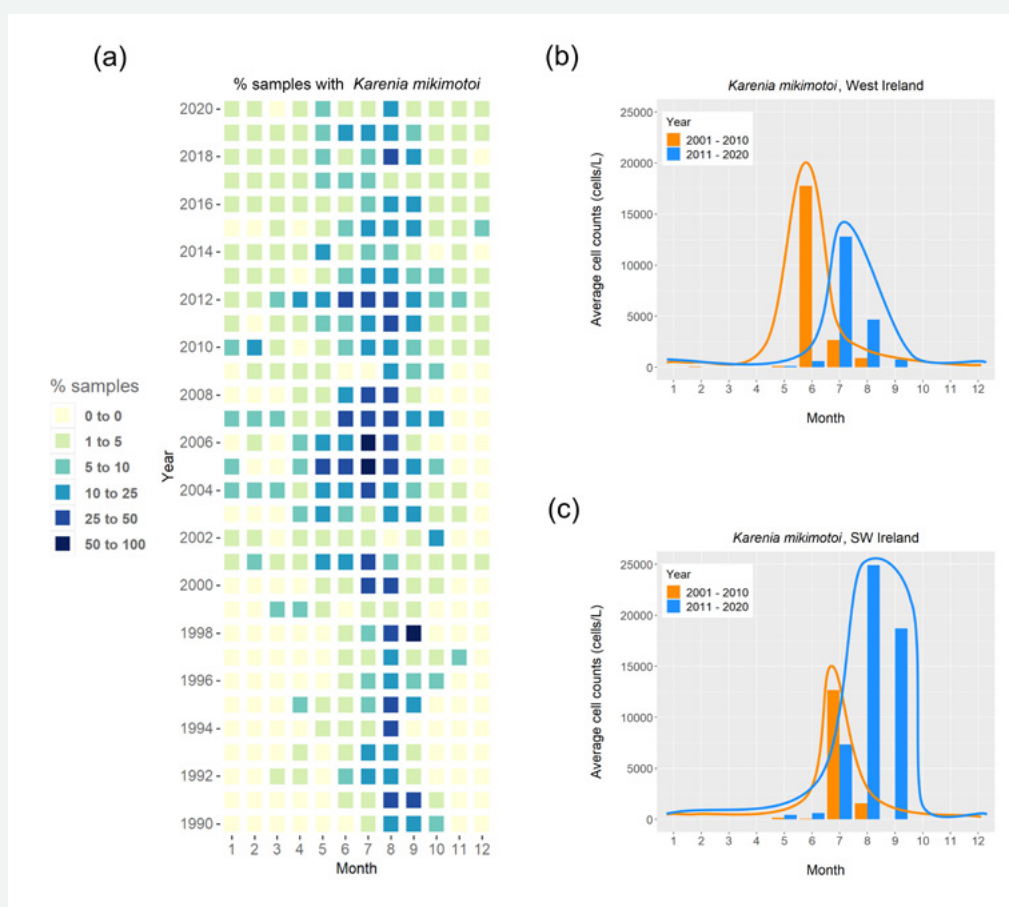 (a)
% samples with Karenia mikimotoi
2020
2018
2016
2014
2012
2010
2008
2006
2004
2002
2000
1998
1996
1994
1992
1990
Year
1 2 3 4 5 6 7 8 9 10 11 12
Month
% samples
0 to 0
1 to 5
5 to 10
10 to 25
25 to 50
50 to 100
(b)
Karenia mikimotoi, West Ireland
Year
2001 - 2010
2011 - 2020
25000
20000
15000
10000
5000
0
Average cell counts (cells/L)
1 2 3 4 5 6 7 8 9 10 11 12
Month
(c)
Karenia mikimotoi, SW Ireland
Year
2001 - 2010
2011 - 2020
25000
20000
15000
10000
5000
0
Average cell counts (cells/L)
1 2 3 4 5 6 7 8 9 10 11 12
Month